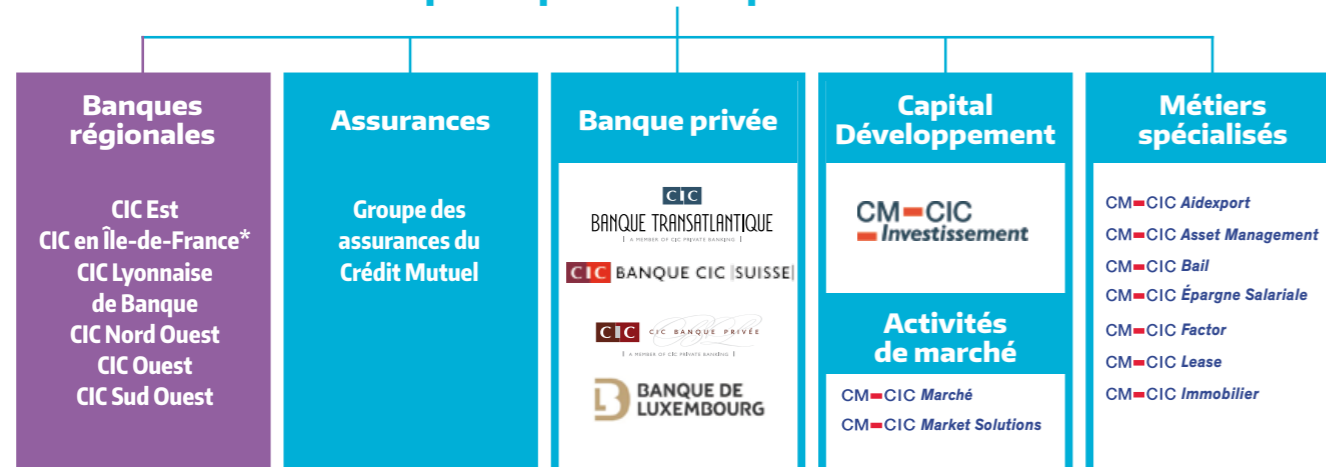 Banques
régionales
CIC Est
CIC en Île-de-France*
CIC Lyonnaise
de Banque
CIC Nord Ouest
CIC Ouest
CIC Sud Ouest
Assurances
Groupe des
assurances du
Crédit Mutuel
Banque privée
CIC
BANQUE TRANSATLANTIQUE
| A MEMBER OF CIC PRIVATE BANKING |
CIC BANQUE CIC |SUISSE|
CIC CIC BANQUE PRIVÉE
| A MEMBER OF CIC PRIVATE BANKING |
BANQUE DE
LUXEMBOURG
Capital
Développement
CM-CIC
Investissement
Activités
de marché
CM-CIC Marché
CM-CIC Market Solutions
Métiers
spécialisés
CM-CIC Aidexport
CM-CIC Asset Management
CM-CIC Bail
CM-CIC Épargne Salariale
CM-CIC Factor
CM-CIC Lease
CM-CIC Immobilier